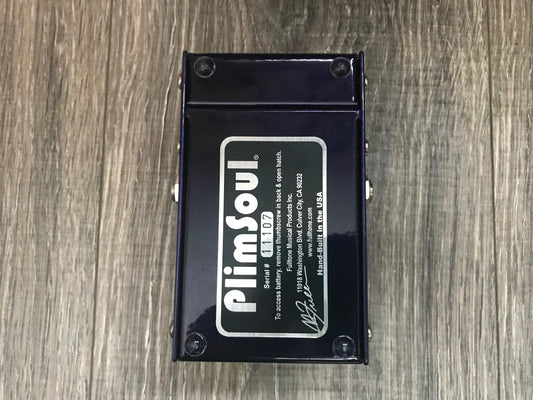 PlimSoul®
Serial # 11107
To access battery, remove thumbscrew in back & open hatch.
Fulltone Musical Products Inc.
11018 Washington Blvd. Culver City, CA 90232
www.fulltone.com
Hand-Built in the USA